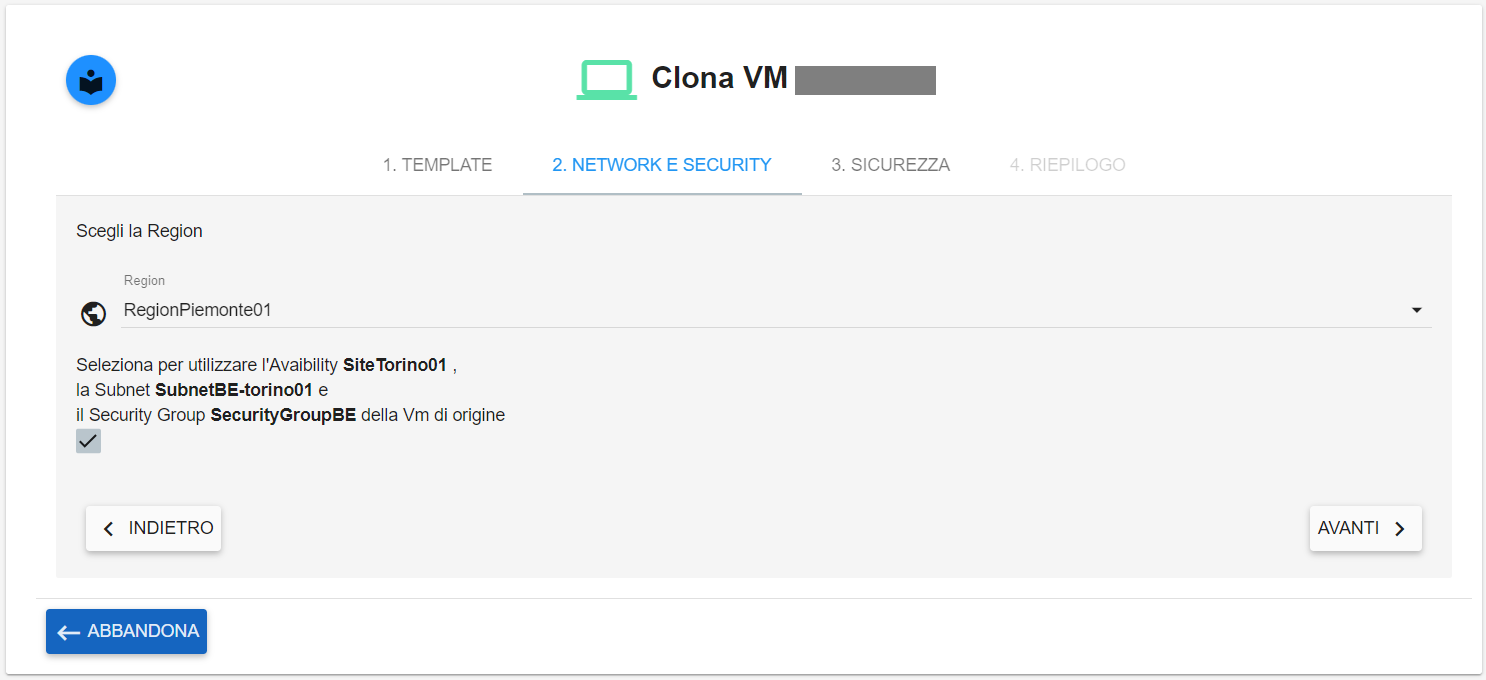 Clona VM
1. TEMPLATE
2. NETWORK E SECURITY
3. SICUREZZA
4. RIEPILOGO
Scegli la Region
Region
RegionPiemonte01
Seleziona per utilizzare l'Avaibility SiteTorino01 ,
la Subnet SubnetBE-torino01 e
il Security Group SecurityGroupBE della Vm di origine
INDIETRO
AVANTI
ABBANDONA